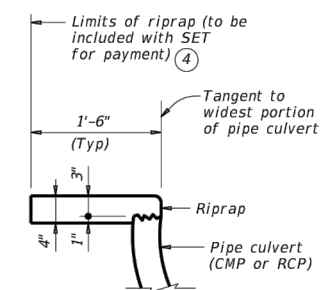 Limits of riprap (to be
included with SET
for payment) 4
Tangent to
widest portion
of pipe culvert
1'-6"
(Typ)
3"
Riprap
4"
1"
Pipe culvert
(CMP or RCP)